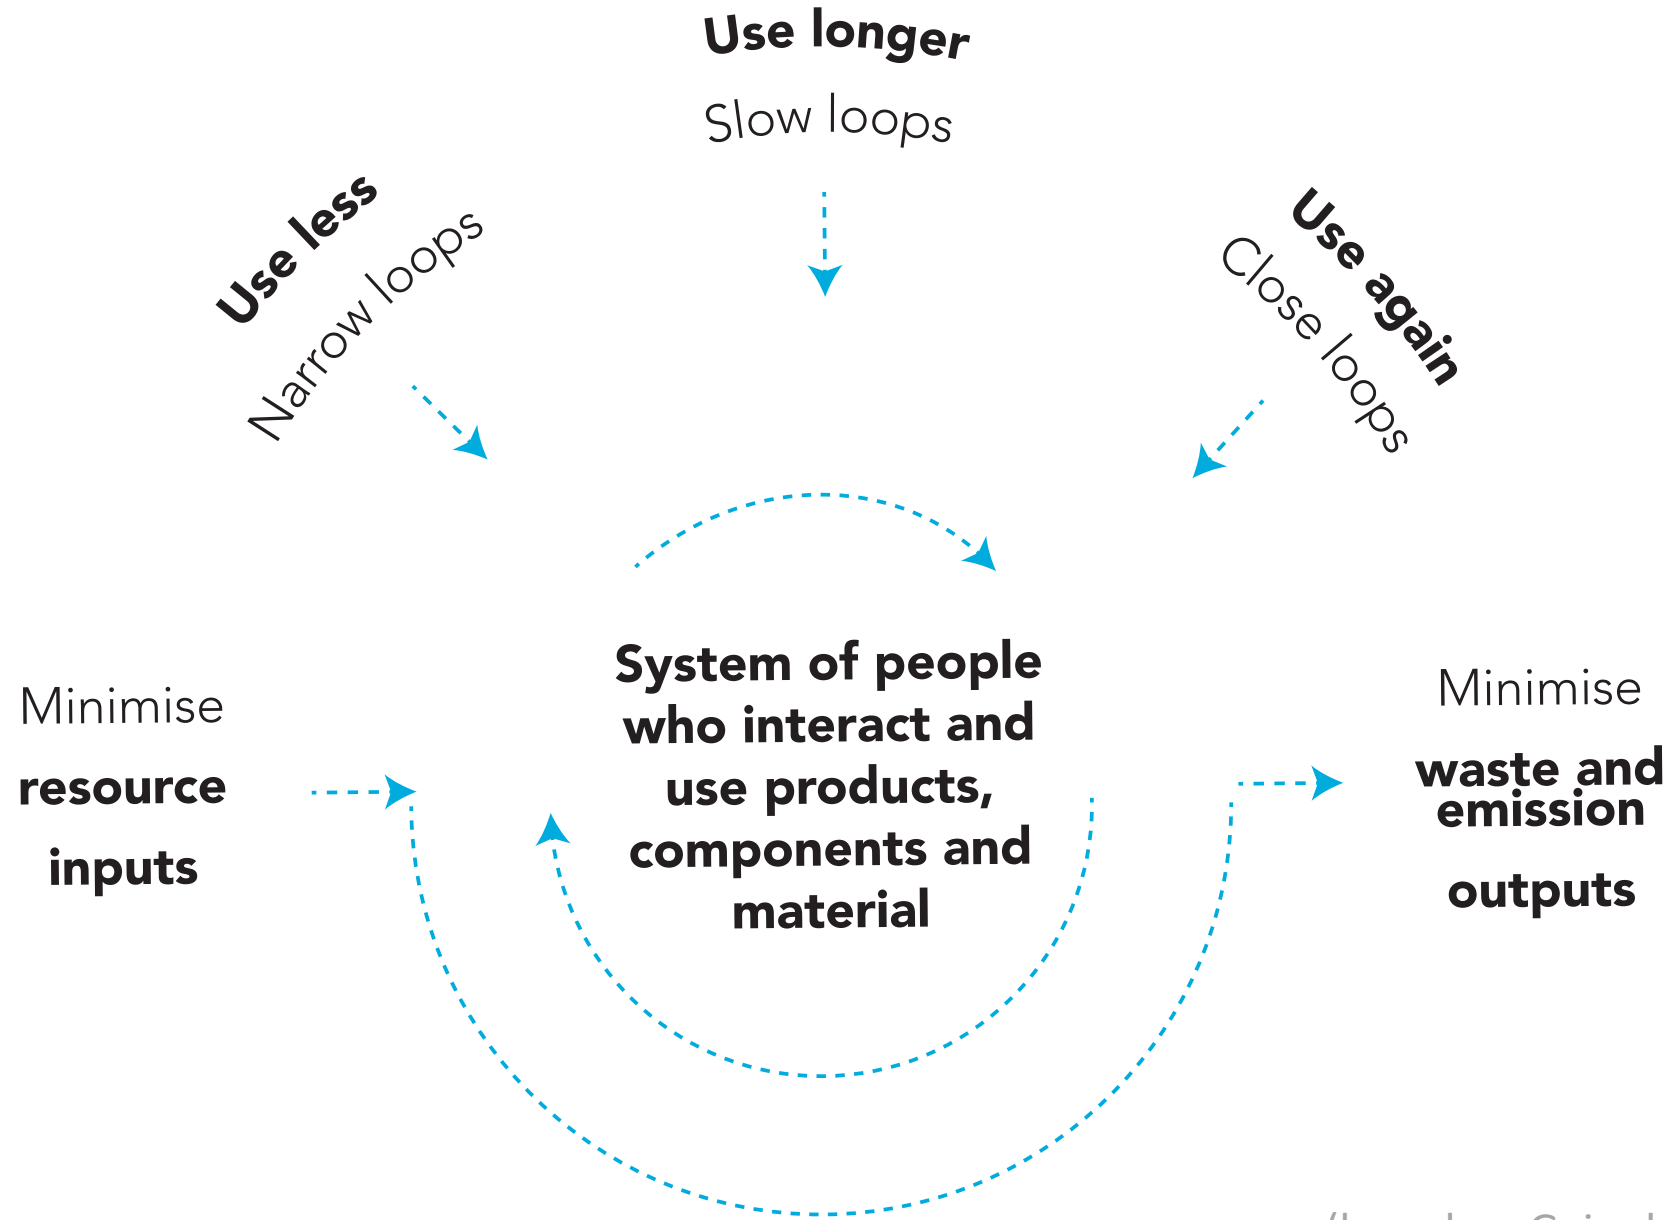 Use longer
Slow loops
Use less
Narrow loops
Use again
Close loops
System of people
who interact and
use products,
components and
material
Minimise
resource
inputs
Minimise
waste and
emission
outputs